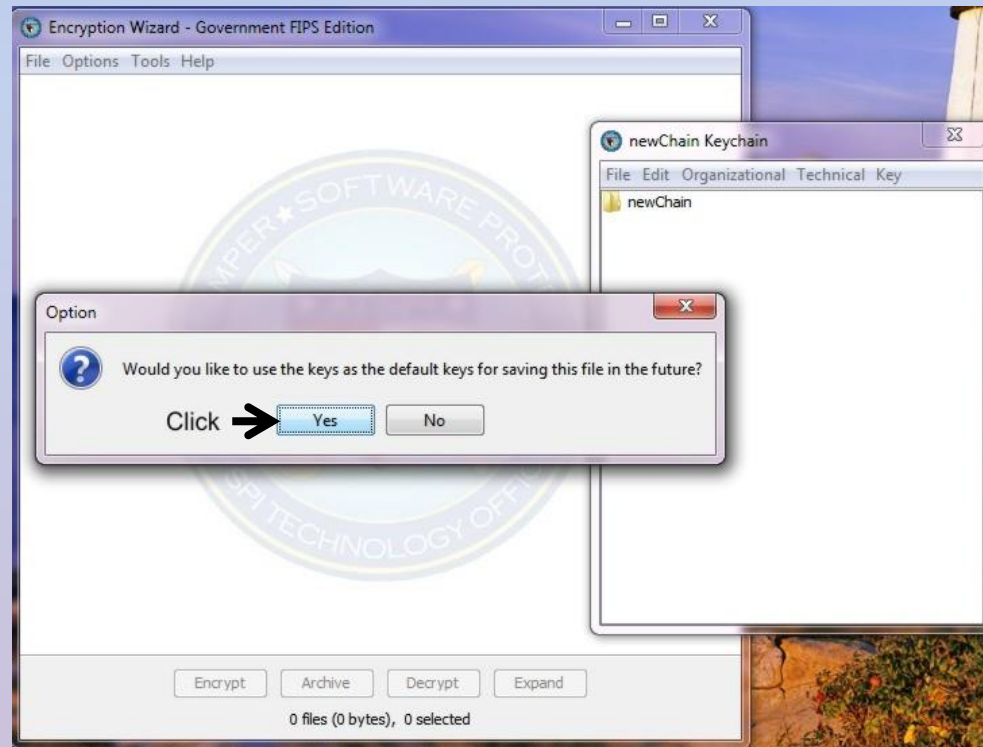 Encryption Wizard - Government FIPS Edition
File Options Tools Help
newChain Keychain
File Edit Organizational Technical Key
newChain
SOFTWARE
TECHNOLOGY
Option
Would you like to use the keys as the default keys for saving this file in the future?
Click
Yes
No
Encrypt
Archive
Decrypt
Expand
0 files (0 bytes), 0 selected